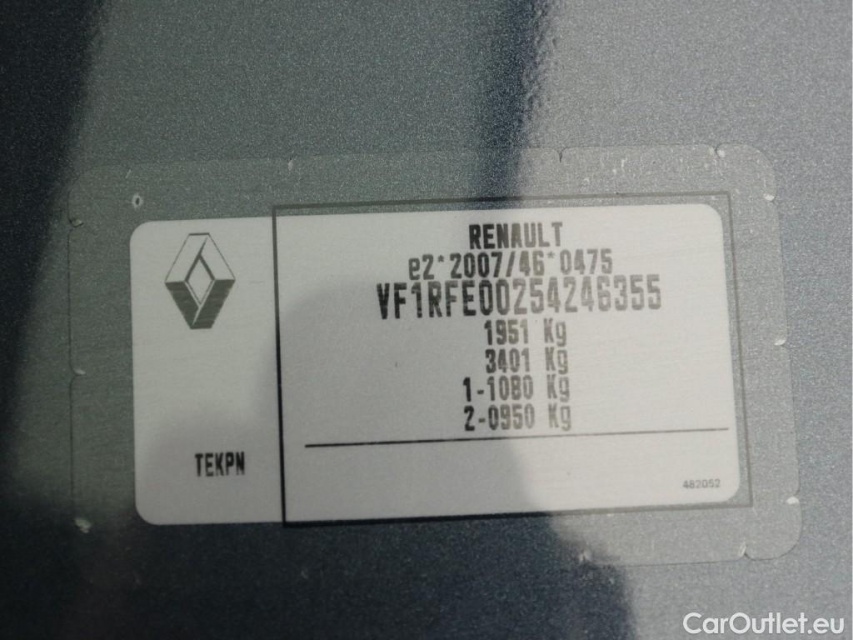 RENAULT
e2*2007/46*0475
VF1RFE00254246355
1951 Kg
3401 Kg
1-1080 Kg
2-0950 Kg
TEKPN
482052
CarOutlet.eu